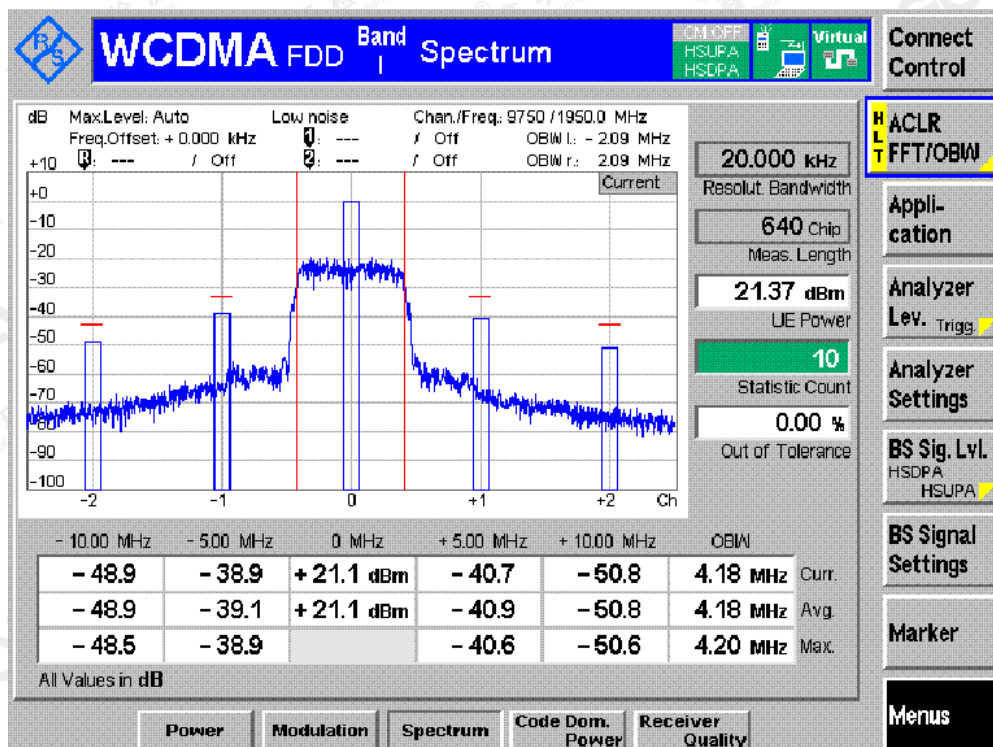 R&S
WCDMA FDD Band I Spectrum
CM OFF
HSUPA
HSDPA
Virtual
Connect Control
dB Max.Level: Auto Low noise Chan./Freq.: 9750 / 1950.0 MHz
Freq.Offset: + 0.000 kHz 1: --- / Off OBW l.: - 2.09 MHz
R: --- / Off 2: --- / Off OBW r.: 2.09 MHz
Current
+10
+0
-10
-20
-30
-40
-50
-60
-70
-80
-90
-100
-2 -1 0 +1 +2 Ch
20.000 kHz
Resolut. Bandwidth
640 Chip
Meas. Length
21.37 dBm
UE Power
10
Statistic Count
0.00 %
Out of Tolerance
- 10.00 MHz - 5.00 MHz 0 MHz + 5.00 MHz + 10.00 MHz OBW
- 48.9 - 38.9 + 21.1 dBm - 40.7 - 50.8 4.18 MHz Curr.
- 48.9 - 39.1 + 21.1 dBm - 40.9 - 50.8 4.18 MHz Avg.
- 48.5 - 38.9 - 40.6 - 50.6 4.20 MHz Max.
All Values in dB
HLT
ACLR
FFT/OBW
Appli-
cation
Analyzer
Lev. Trigg.
Analyzer
Settings
BS Sig. Lvl.
HSDPA
HSUPA
BS Signal
Settings
Marker
Menus
Power
Modulation
Spectrum
Code Dom.
Power
Receiver
Quality